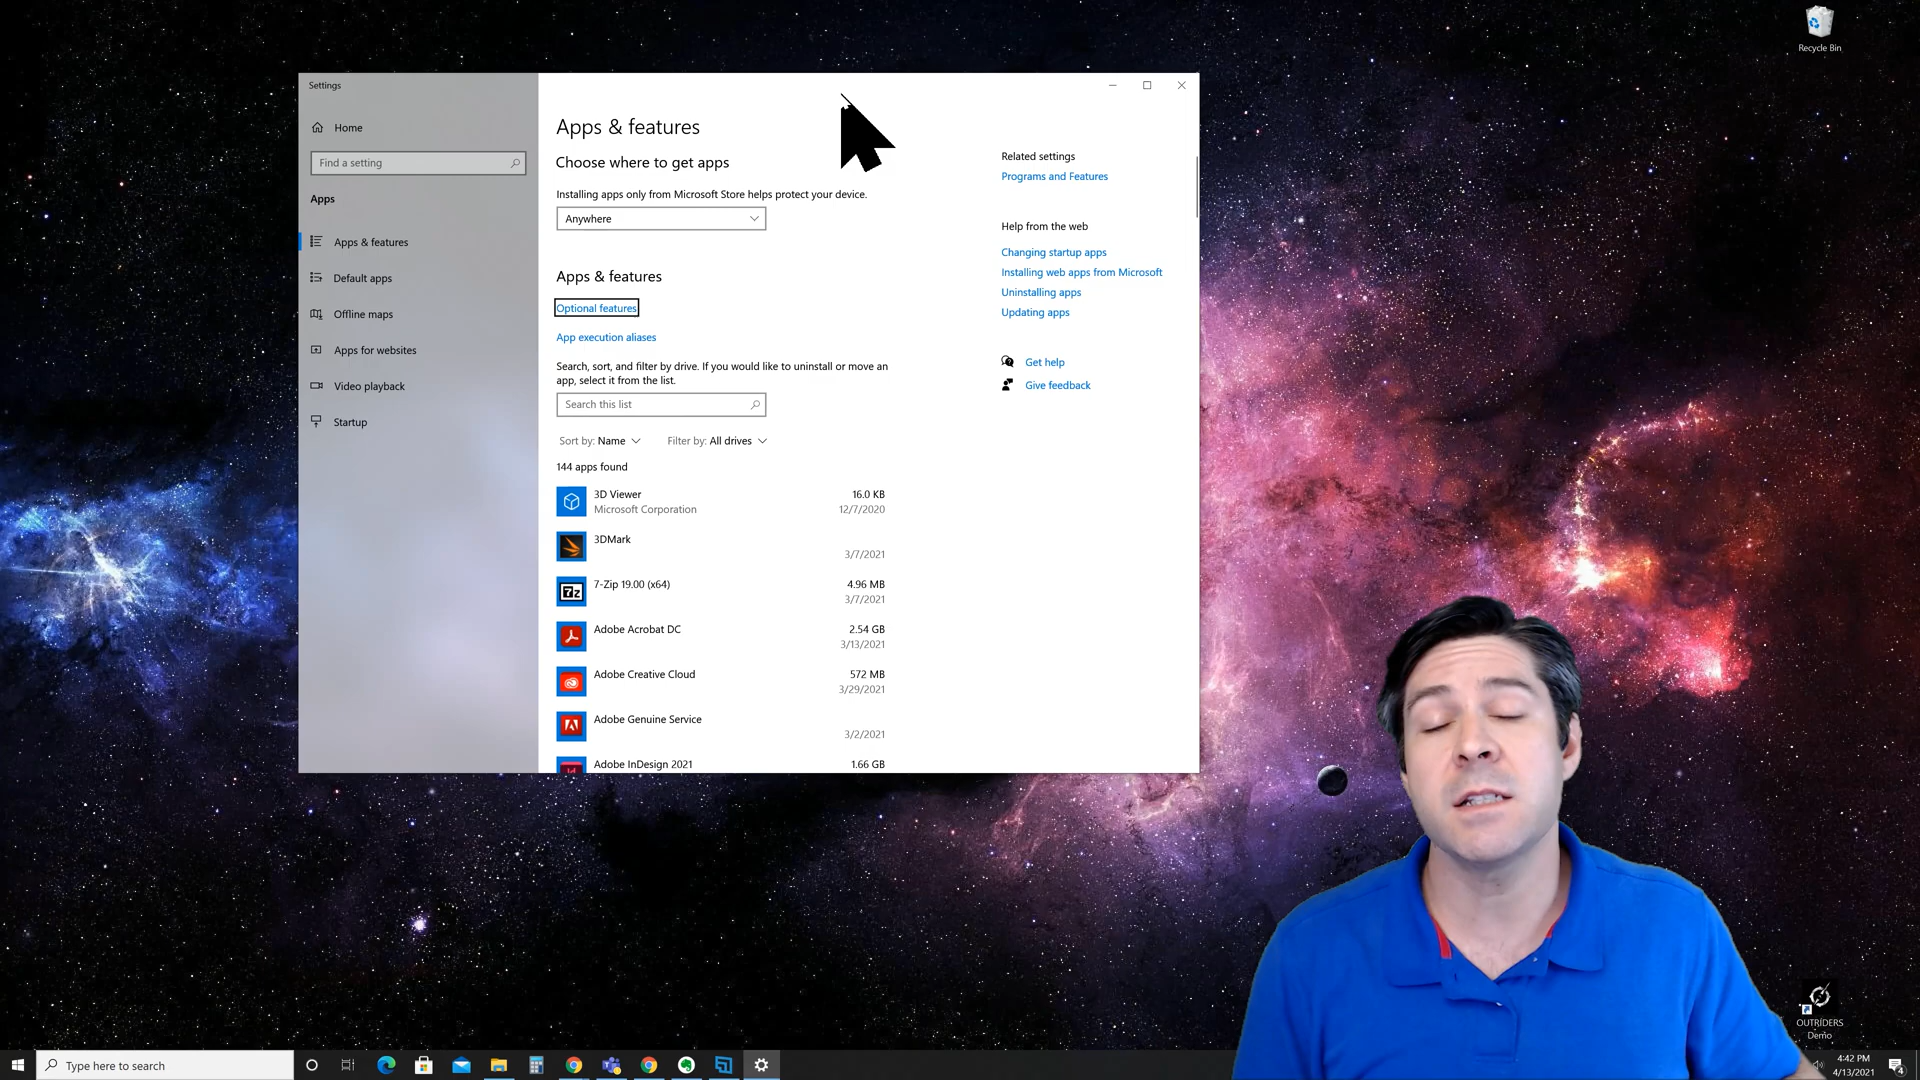 Recycle Bin
Settings
Home
Find a setting
Apps
Apps & features
Default apps
Offline maps
Apps for websites
Video playback
Startup
Apps & features
Choose where to get apps
Installing apps only from Microsoft Store helps protect your device.
Anywhere
Apps & features
Optional features
App execution aliases
Search, sort, and filter by drive. If you would like to uninstall or move an
app, select it from the list.
Search this list
Sort by: Name Filter by: All drives
144 apps found
3D Viewer 16.0 KB
Microsoft Corporation 12/7/2020
3DMark
3/7/2021
7-Zip 19.00 (x64) 4.96 MB
3/7/2021
Adobe Acrobat DC 2.54 GB
3/13/2021
Adobe Creative Cloud 572 MB
3/29/2021
Adobe Genuine Service
3/2/2021
Adobe InDesign 2021 1.66 GB
Related settings
Programs and Features
Help from the web
Changing startup apps
Installing web apps from Microsoft
Uninstalling apps
Updating apps
Get help
Give feedback
OUTRIDERS
Demo
Type here to search
4:42 PM
4/13/2021
4